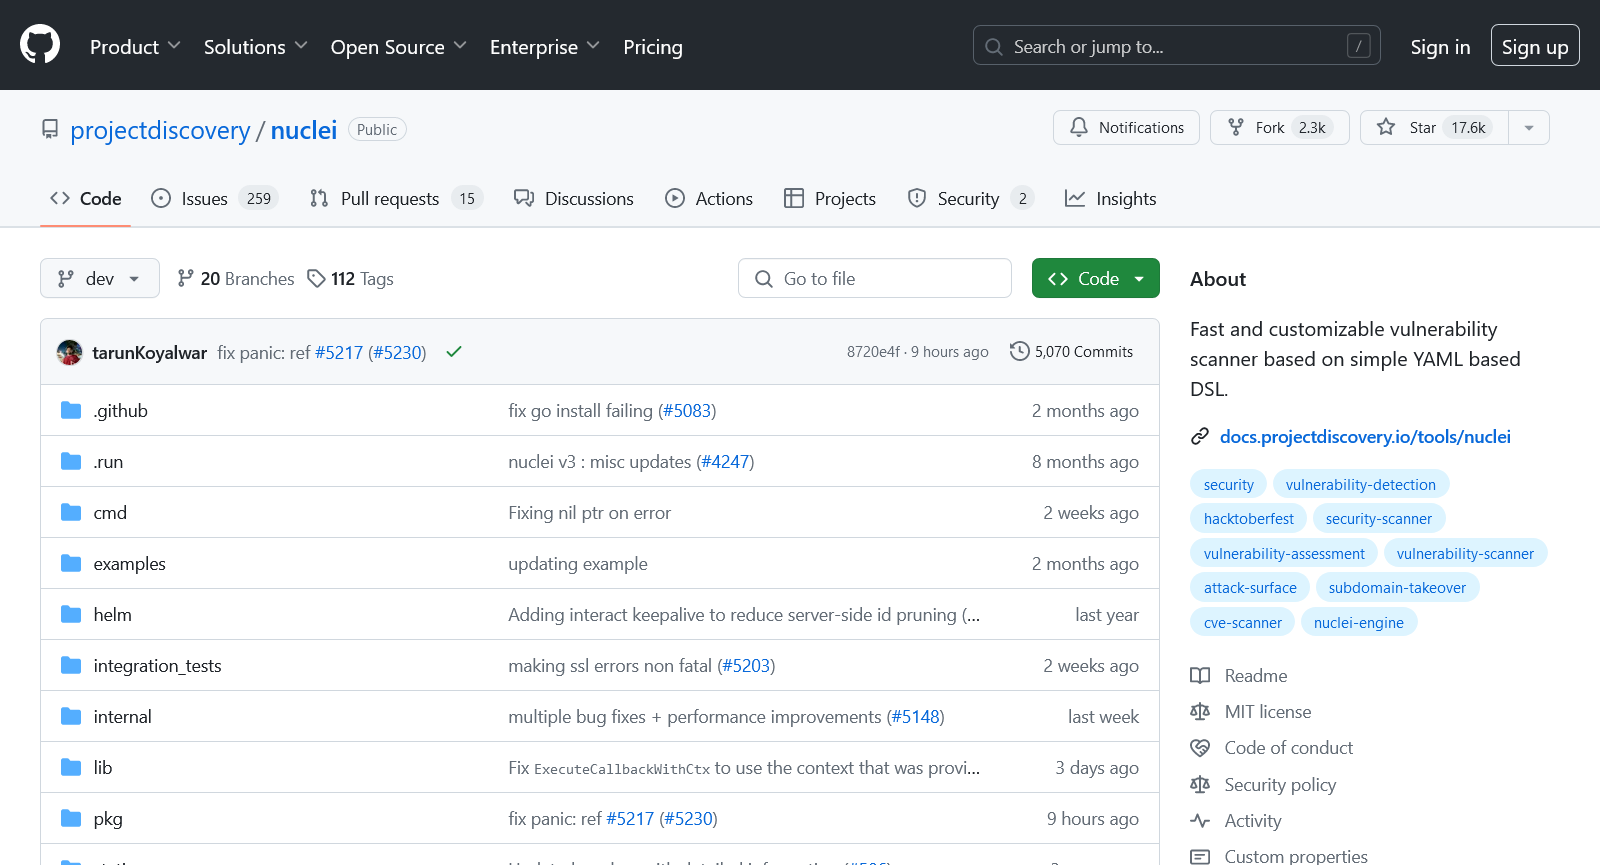 Product Solutions Open Source Enterprise Pricing Search or jump to... / Sign in Sign up
projectdiscovery / nuclei Public Notifications Fork 2.3k Star 17.6k
Code Issues 259 Pull requests 15 Discussions Actions Projects Security 2 Insights
dev 20 Branches 112 Tags Go to file Code
tarunKoyalwar fix panic: ref #5217 (#5230) 8720e4f · 9 hours ago 5,070 Commits
.github fix go install failing (#5083) 2 months ago
.run nuclei v3 : misc updates (#4247) 8 months ago
cmd Fixing nil ptr on error 2 weeks ago
examples updating example 2 months ago
helm Adding interact keepalive to reduce server-side id pruning (... last year
integration_tests making ssl errors non fatal (#5203) 2 weeks ago
internal multiple bug fixes + performance improvements (#5148) last week
lib Fix ExecuteCallbackWithCtx to use the context that was provi... 3 days ago
pkg fix panic: ref #5217 (#5230) 9 hours ago
About
Fast and customizable vulnerability
scanner based on simple YAML based
DSL.
docs.projectdiscovery.io/tools/nuclei
security vulnerability-detection
hacktoberfest security-scanner
vulnerability-assessment vulnerability-scanner
attack-surface subdomain-takeover
cve-scanner nuclei-engine
Readme
MIT license
Code of conduct
Security policy
Activity
Custom properties